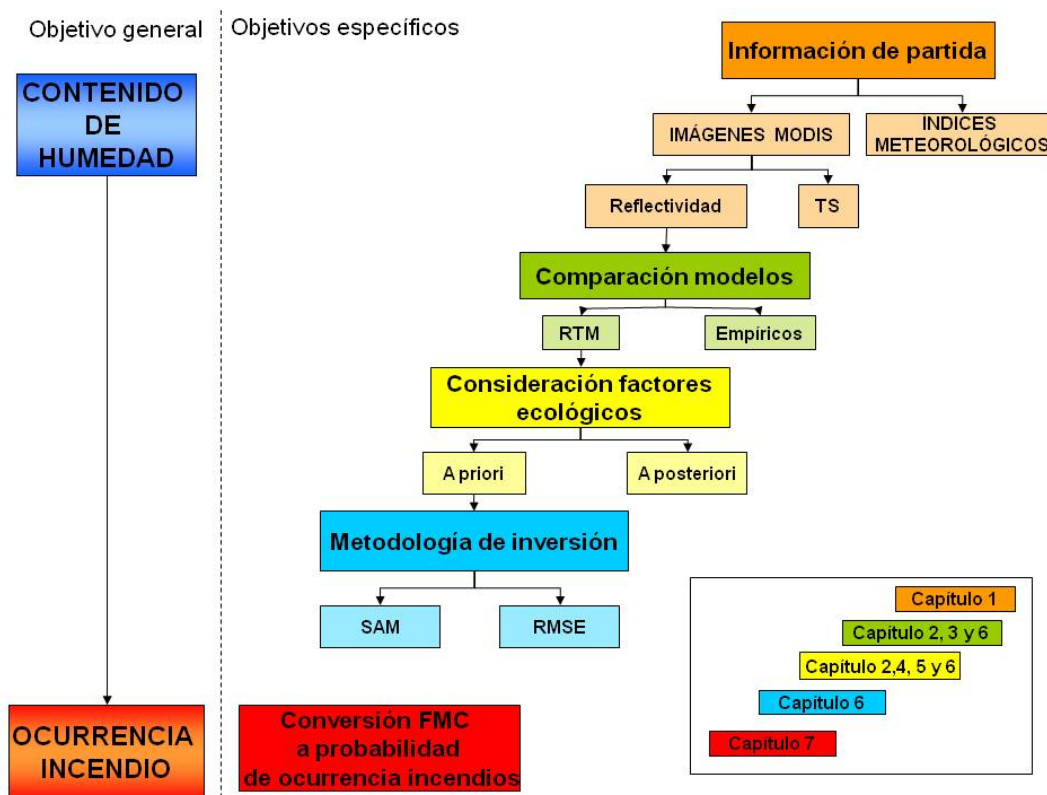 Objetivo general
Objetivos específicos
CONTENIDO
DE
HUMEDAD
OCURRENCIA
INCENDIO
Información de partida
IMÁGENES MODIS
INDICES
METEOROLÓGICOS
Reflectividad
TS
Comparación modelos
RTM
Empíricos
Consideración factores
ecológicos
A priori
A posteriori
Metodología de inversión
SAM
RMSE
Conversión FMC
a probabilidad
de ocurrencia incendios
Capítulo 1
Capítulo 2, 3 y 6
Capítulo 2,4, 5 y 6
Capítulo 6
Capítulo 7